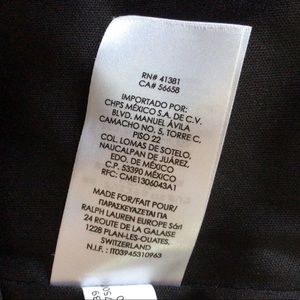 RN# 41381
CA# 56658
IMPORTADO POR:
CHPS MÉXICO S.A. DE C.V.
BLVD. MANUEL ÁVILA
CAMACHO NO. 5, TORRE C,
PISO 22
COL. LOMAS DE SOTELO,
NAUCALPAN DE JUÁREZ,
EDO. DE MÉXICO
C.P. 53390 MÉXICO
RFC: CME1306043A1
MADE FOR/FAIT POUR/
ΠΑΡΑΣΚΕΥΑΖΕΤΑΙ ΓΙΑ
RALPH LAUREN EUROPE Sàrl
24 ROUTE DE LA GALAISE
1228 PLAN-LES-OUATES,
SWITZERLAND
N.I.F. : IT03945310963